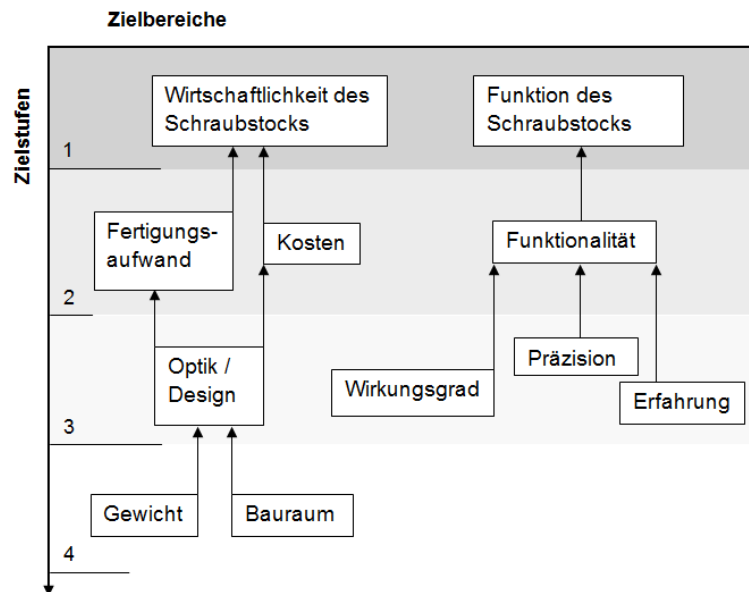 Zielbereiche
Zielstufen
Wirtschaftlichkeit des
Schraubstocks
Funktion des
Schraubstocks
1
Fertigungs-
aufwand
Kosten
Funktionalität
2
Optik /
Design
Wirkungsgrad
Präzision
Erfahrung
3
Gewicht
Bauraum
4